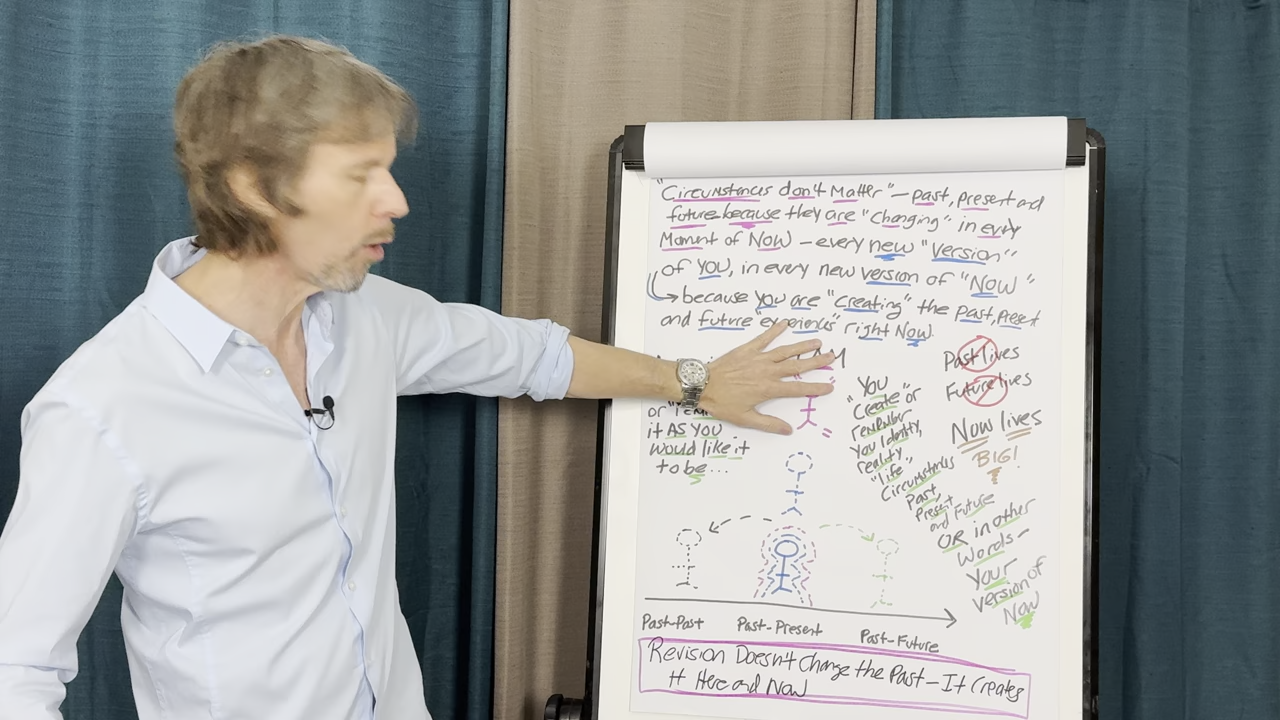 "Circumstances don't Matter" – past, present and
future because they are "changing" in every
Moment of Now – every new "version"
of you, in every new version of "Now"
→ because you are "creating" the past, present
and future "experiences" right Now.
AM
or
it AS YOU
would like it
to be...
"You
create" or
remember
you identity,
reality,
"life",
Circumstances
Past,
Present
and Future
OR in other
words –
Your
version of
Now
Past lives
Future lives
Now lives
BIG!
Past-Past
Past-Present
Past-Future
Revision Doesn't change the Past – It Creates
It Here and Now